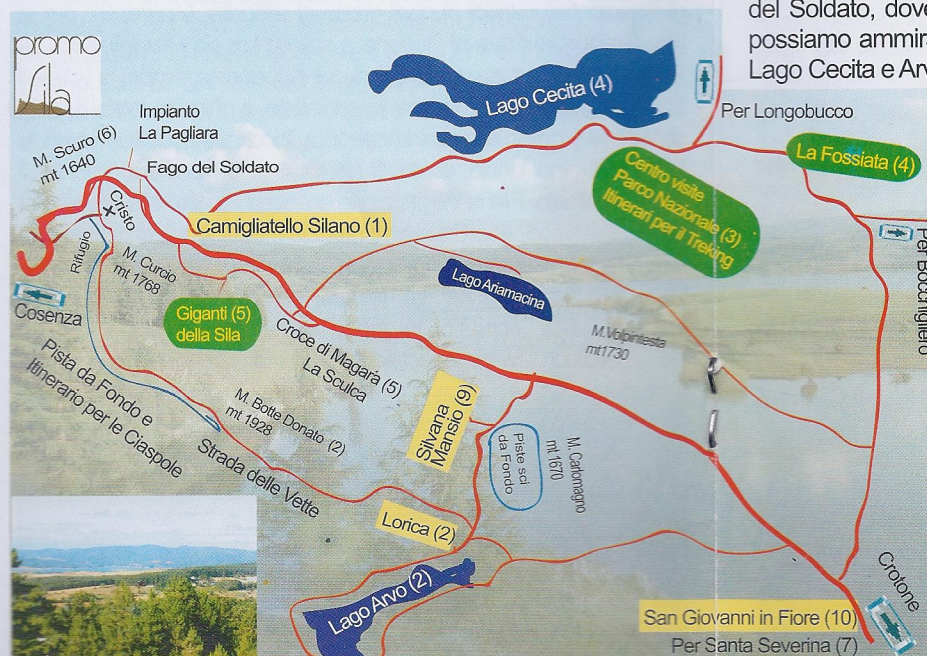 del Soldato, dove
possiamo ammira
Lago Cecita e Arv
promo
Sila
Lago Cecita (4)
Per Longobucco
Impianto
La Pagliara
M. Scuro (6)
mt 1640
Fago del Soldato
La Fossiata (4)
Centro visite
Parco Nazionale (3)
Itinerari per il Treking
Cristo
Camigliatello Silano (1)
Rifugio
M. Curcio
mt 1768
Per Bocchigliero
Lago Ariamacina
Cosenza
Giganti (5)
della Sila
Croce di Magara (5)
La Sculca
M.Volpintesta
mt1730
Pista da Fondo e
Itinerario per le Ciaspole
M. Botte Donato (2)
mt 1928
Silvana
Mansio (9)
Piste sci
da Fondo
M. Carlomagno
mt 1670
Strada delle Vette
Lorica (2)
Lago Arvo (2)
Crotone
San Giovanni in Fiore (10)
Per Santa Severina (7)